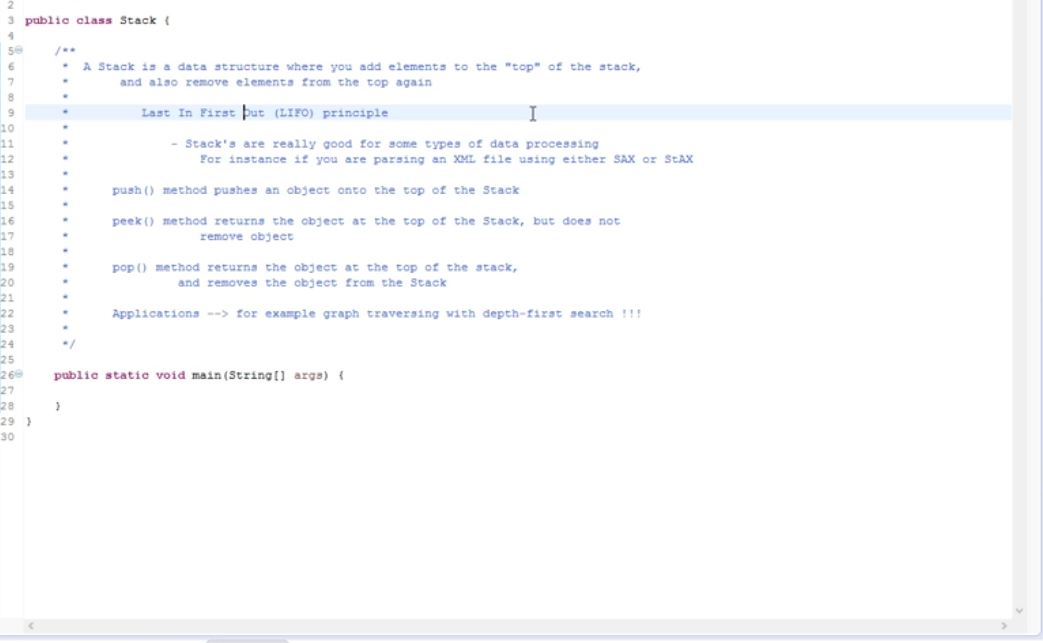 2
3 public class Stack {
4
5 /**
6 * A Stack is a data structure where you add elements to the "top" of the stack,
7 * and also remove elements from the top again
8 *
9 * Last In First Out (LIFO) principle
10 *
11 * - Stack's are really good for some types of data processing
12 * For instance if you are parsing an XML file using either SAX or StAX
13 *
14 * push() method pushes an object onto the top of the Stack
15 *
16 * peek() method returns the object at the top of the Stack, but does not
17 * remove object
18 *
19 * pop() method returns the object at the top of the stack,
20 * and removes the object from the Stack
21 *
22 * Applications --> for example graph traversing with depth-first search !!!
23 *
24 */
25
26 public static void main(String[] args) {
27
28 }
29 }
30